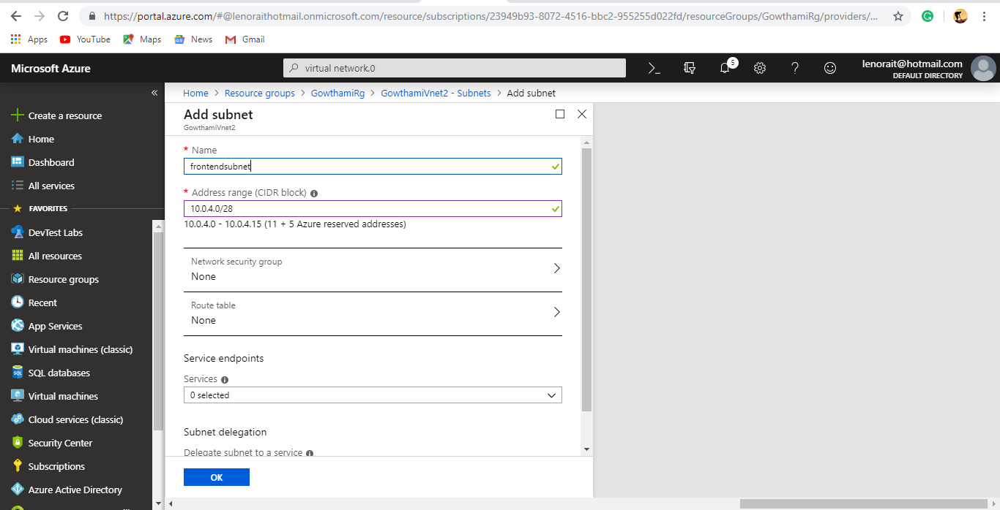 https://portal.azure.com/#@lenoraithotmail.onmicrosoft.com/resource/subscriptions/23949b93-8072-4516-bbc2-955255d022fd/resourceGroups/GowthamiRg/providers/...
Apps YouTube Maps News Gmail
Microsoft Azure
virtual network.0
5
lenorait@hotmail.com
DEFAULT DIRECTORY
Home > Resource groups > GowthamiRg > GowthamiVnet2 - Subnets > Add subnet
Create a resource
Home
Dashboard
All services
FAVORITES
DevTest Labs
All resources
Resource groups
Recent
App Services
Virtual machines (classic)
SQL databases
Virtual machines
Cloud services (classic)
Security Center
Subscriptions
Azure Active Directory
Add subnet
GowthamiVnet2
* Name
frontendsubnet
* Address range (CIDR block)
10.0.4.0/28
10.0.4.0 - 10.0.4.15 (11 + 5 Azure reserved addresses)
Network security group
None
Route table
None
Service endpoints
Services
0 selected
Subnet delegation
Delegate subnet to a service
OK